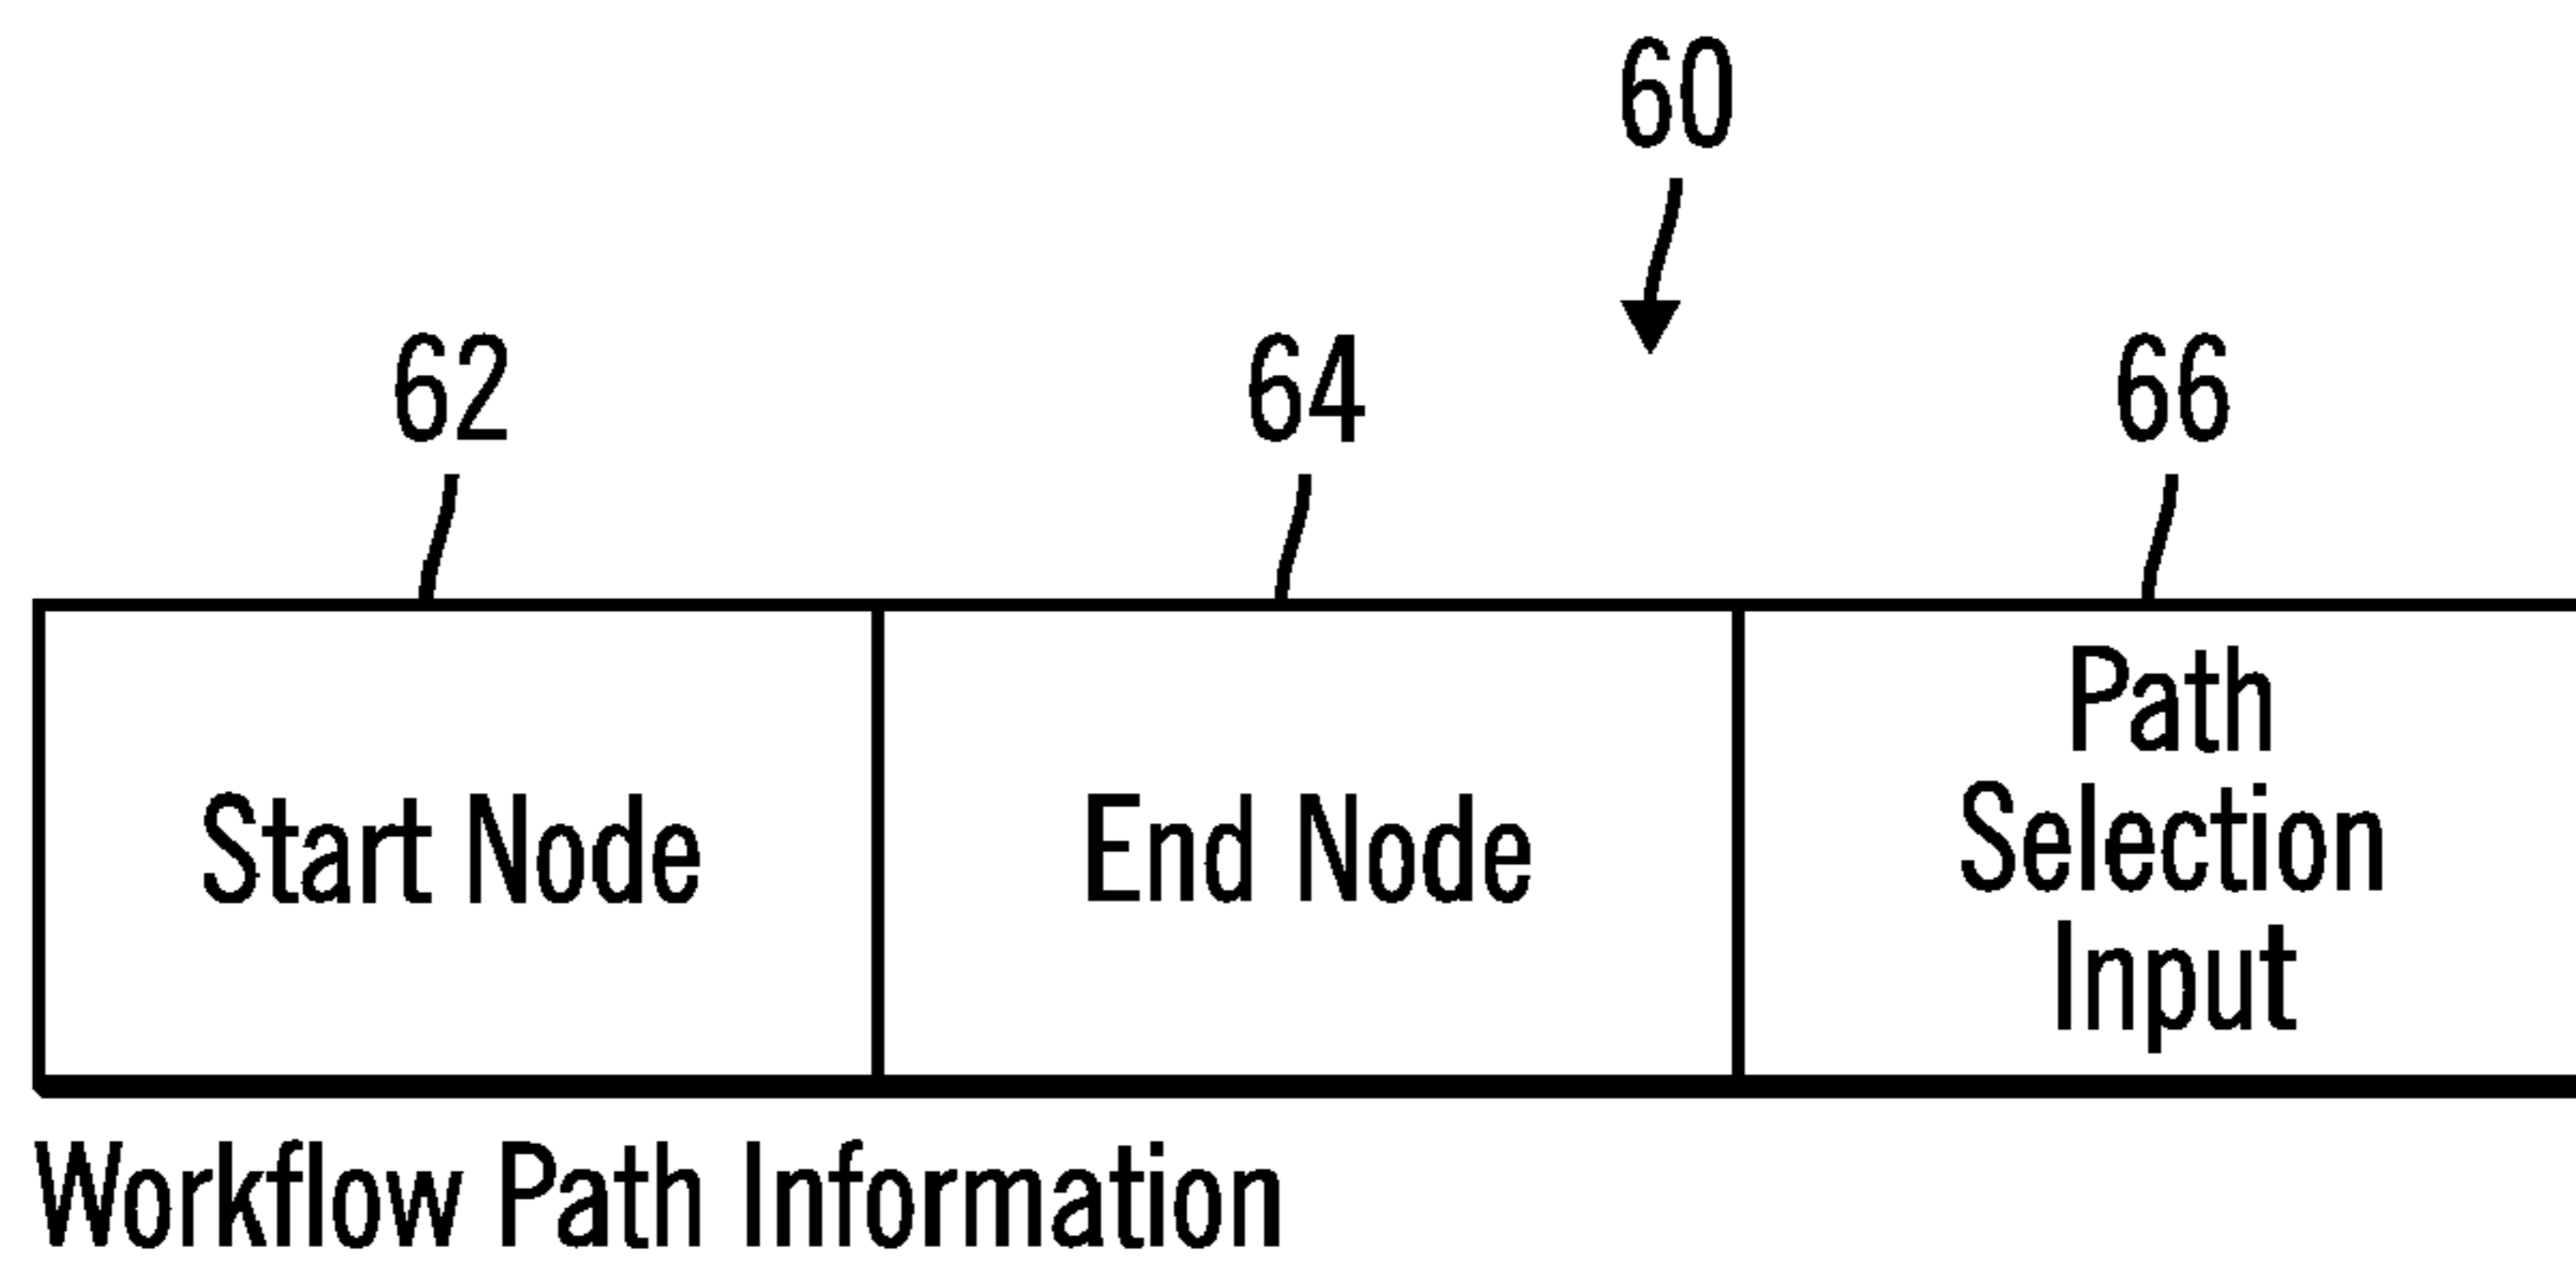 60
62 64 66
Start Node End Node Path
Selection
Input
Workflow Path Information